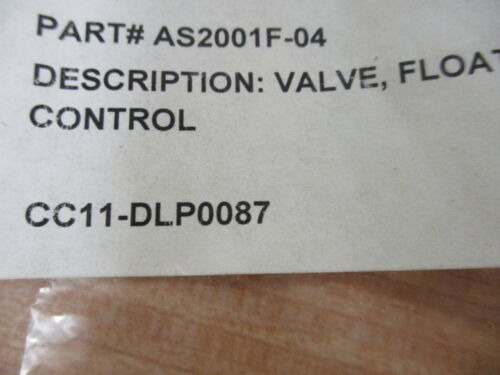 PART# AS2001F-04
DESCRIPTION: VALVE, FLOAT
CONTROL
CC11-DLP0087